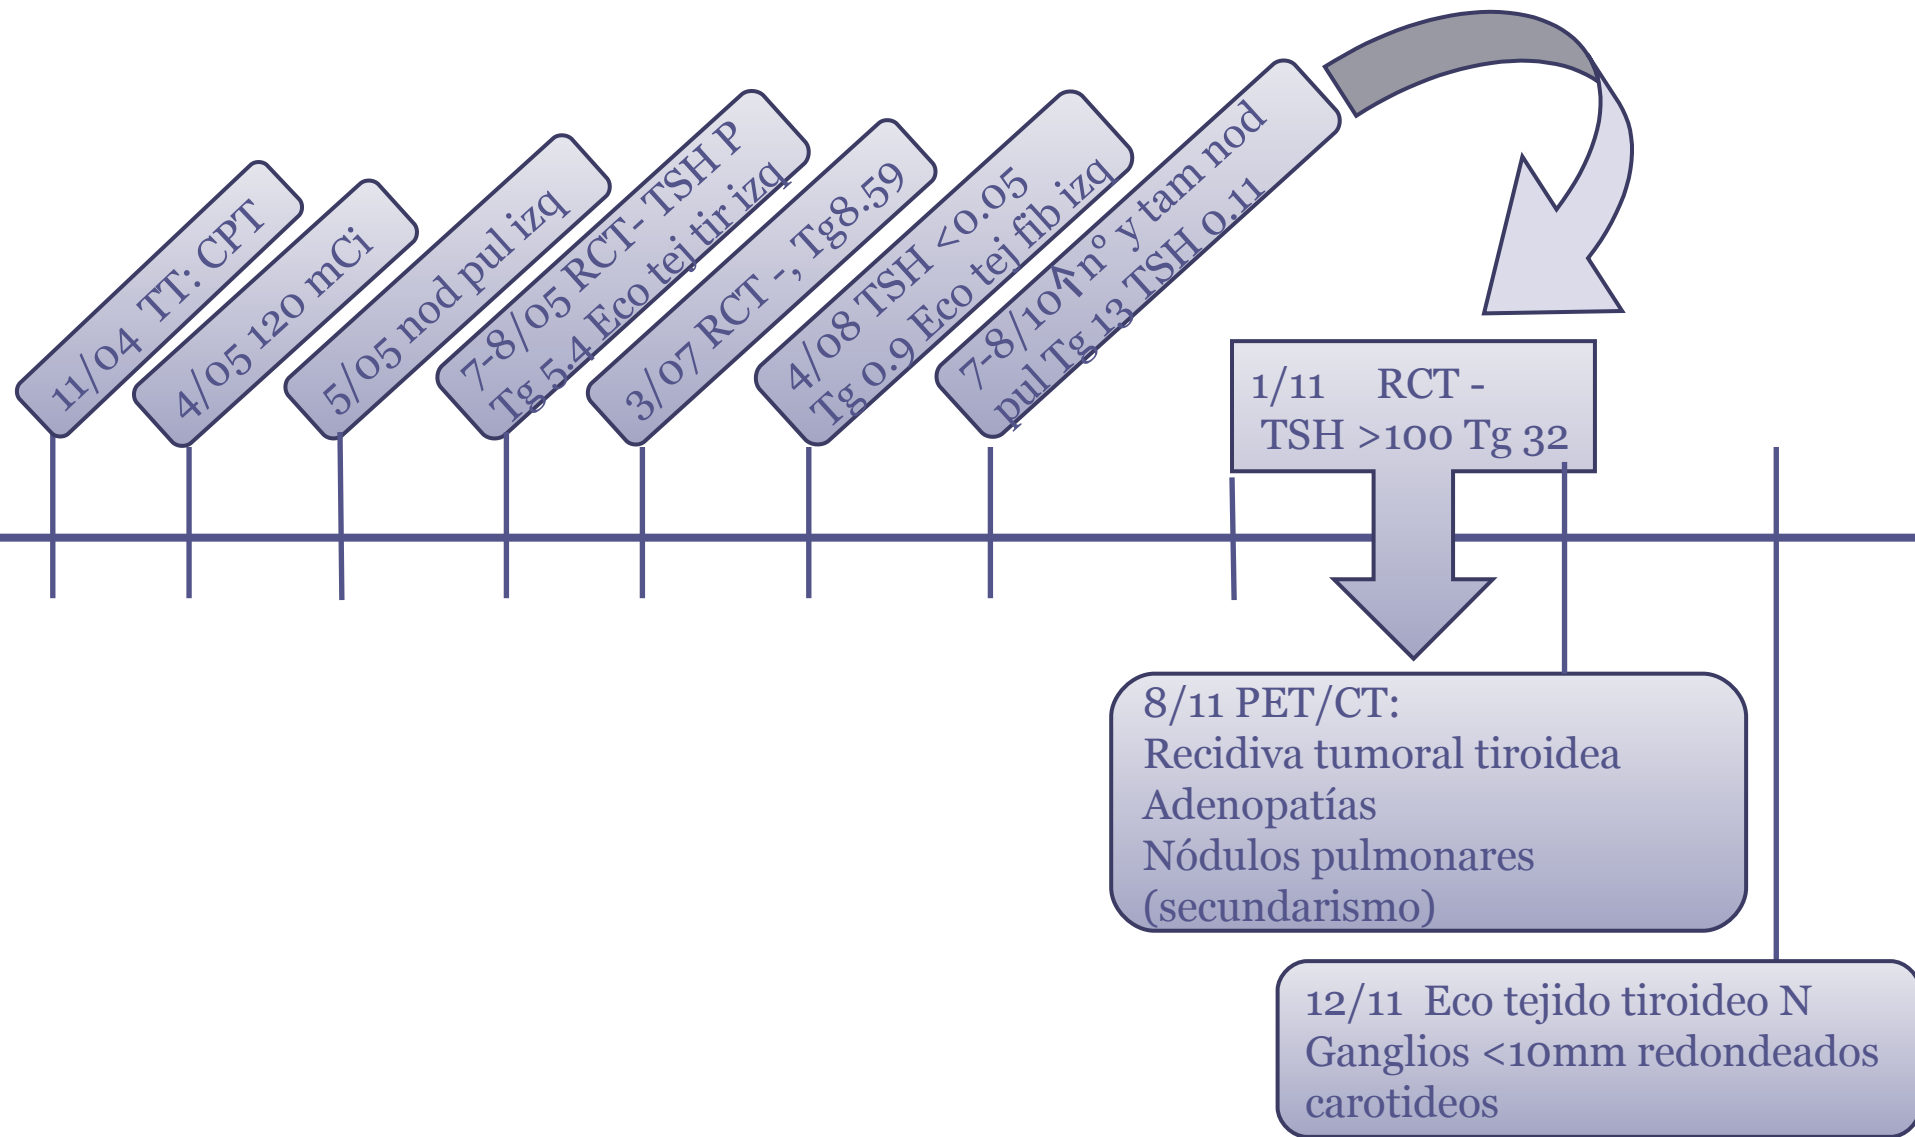 11/04 TT: CPT
4/05 120 mCi
5/05 nod pul izq
7-8/05 RCT- TSH P
Tg 5.4 Eco tej tir izq
3/07 RCT -, Tg8.59
4/08 TSH <0.05
Tg 0.9 Eco tej fib izq
7-8/10↑nº y tam nod
pul Tg 13 TSH 0.11
1/11 RCT -
TSH >100 Tg 32
8/11 PET/CT:
Recidiva tumoral tiroidea
Adenopatías
Nódulos pulmonares
(secundarismo)
12/11 Eco tejido tiroideo N
Ganglios <10mm redondeados
carotideos